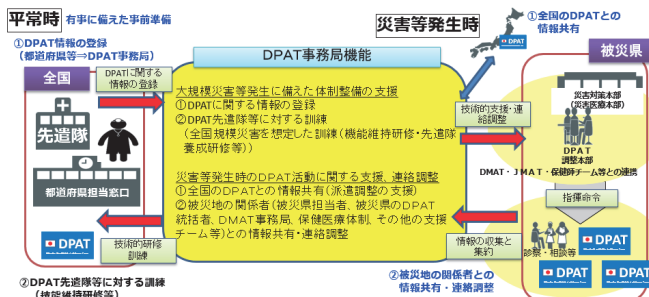 平常時 有事に備えた事前準備
①DPAT情報の登録
（都道府県等⇒DPAT事務局）
災害等発生時
①全国のDPATとの
情報共有
DPAT
全国
DPATに関する
情報の登録
先遣隊
都道府県担当窓口
DPAT
DPAT
技術的研修
訓練
②DPAT先遣隊等に対する訓練
（技能維持研修等）
DPAT事務局機能
大規模災害等発生に備えた体制整備の支援
①DPATに関する情報の登録
②DPAT先遣隊等に対する訓練
（全国規模災害を想定した訓練（機能維持研修・先遣隊
養成研修等））
災害等発生時のDPAT活動に関する支援、連絡調整
①全国のDPATとの情報共有（派遣調整の支援）
②被災地の関係者（被災県担当者、被災県のDPAT
統括者、DMAT事務局、保健医療体制、その他の支援
チーム等）との情報共有・連絡調整
技術的支援・連
絡調整
情報の収集と
集約
②被災地の関係者との
情報共有・連絡調整
被災県
災害対策本部
（災害医療本部）
DPAT
調整本部
DMAT・JMAT・保健師チーム等との連携
指揮命令
診察・相談等
DPAT
DPAT
DPAT